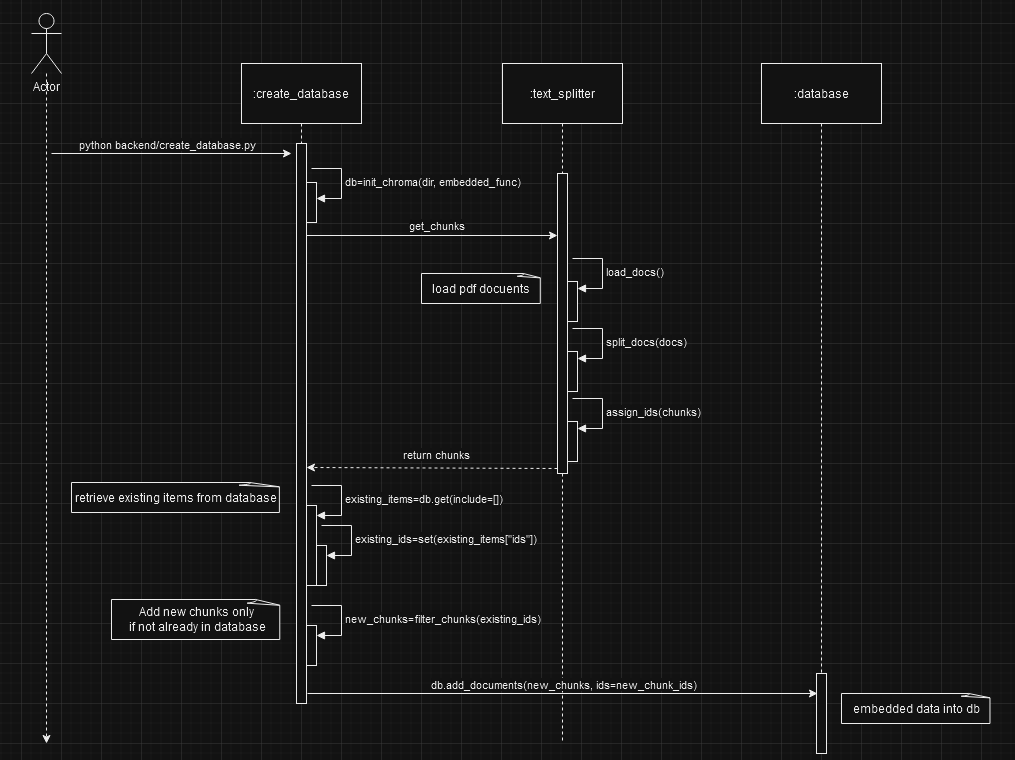 Actor
:create_database
:text_splitter
:database
python backend/create_database.py
db=init_chroma(dir, embedded_func)
get_chunks
load_docs()
load pdf docuents
split_docs(docs)
assign_ids(chunks)
return chunks
retrieve existing items from database
existing_items=db.get(include=[])
existing_ids=set(existing_items["ids"])
Add new chunks only
if not already in database
new_chunks=filter_chunks(existing_ids)
db.add_documents(new_chunks, ids=new_chunk_ids)
embedded data into db